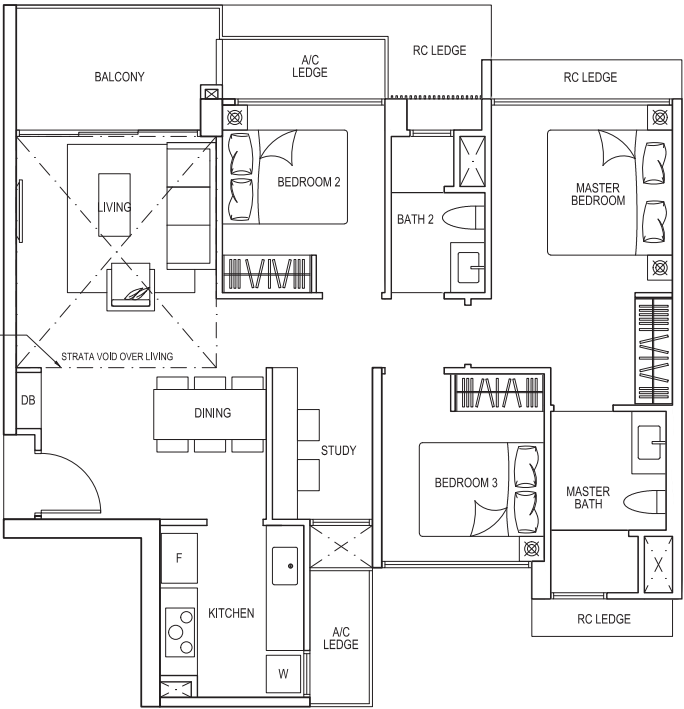 BALCONY
A/C
LEDGE
RC LEDGE
RC LEDGE
BEDROOM 2
LIVING
BATH 2
MASTER
BEDROOM
STRATA VOID OVER LIVING
DB
DINING
STUDY
BEDROOM 3
MASTER
BATH
F
KITCHEN
A/C
LEDGE
W
RC LEDGE